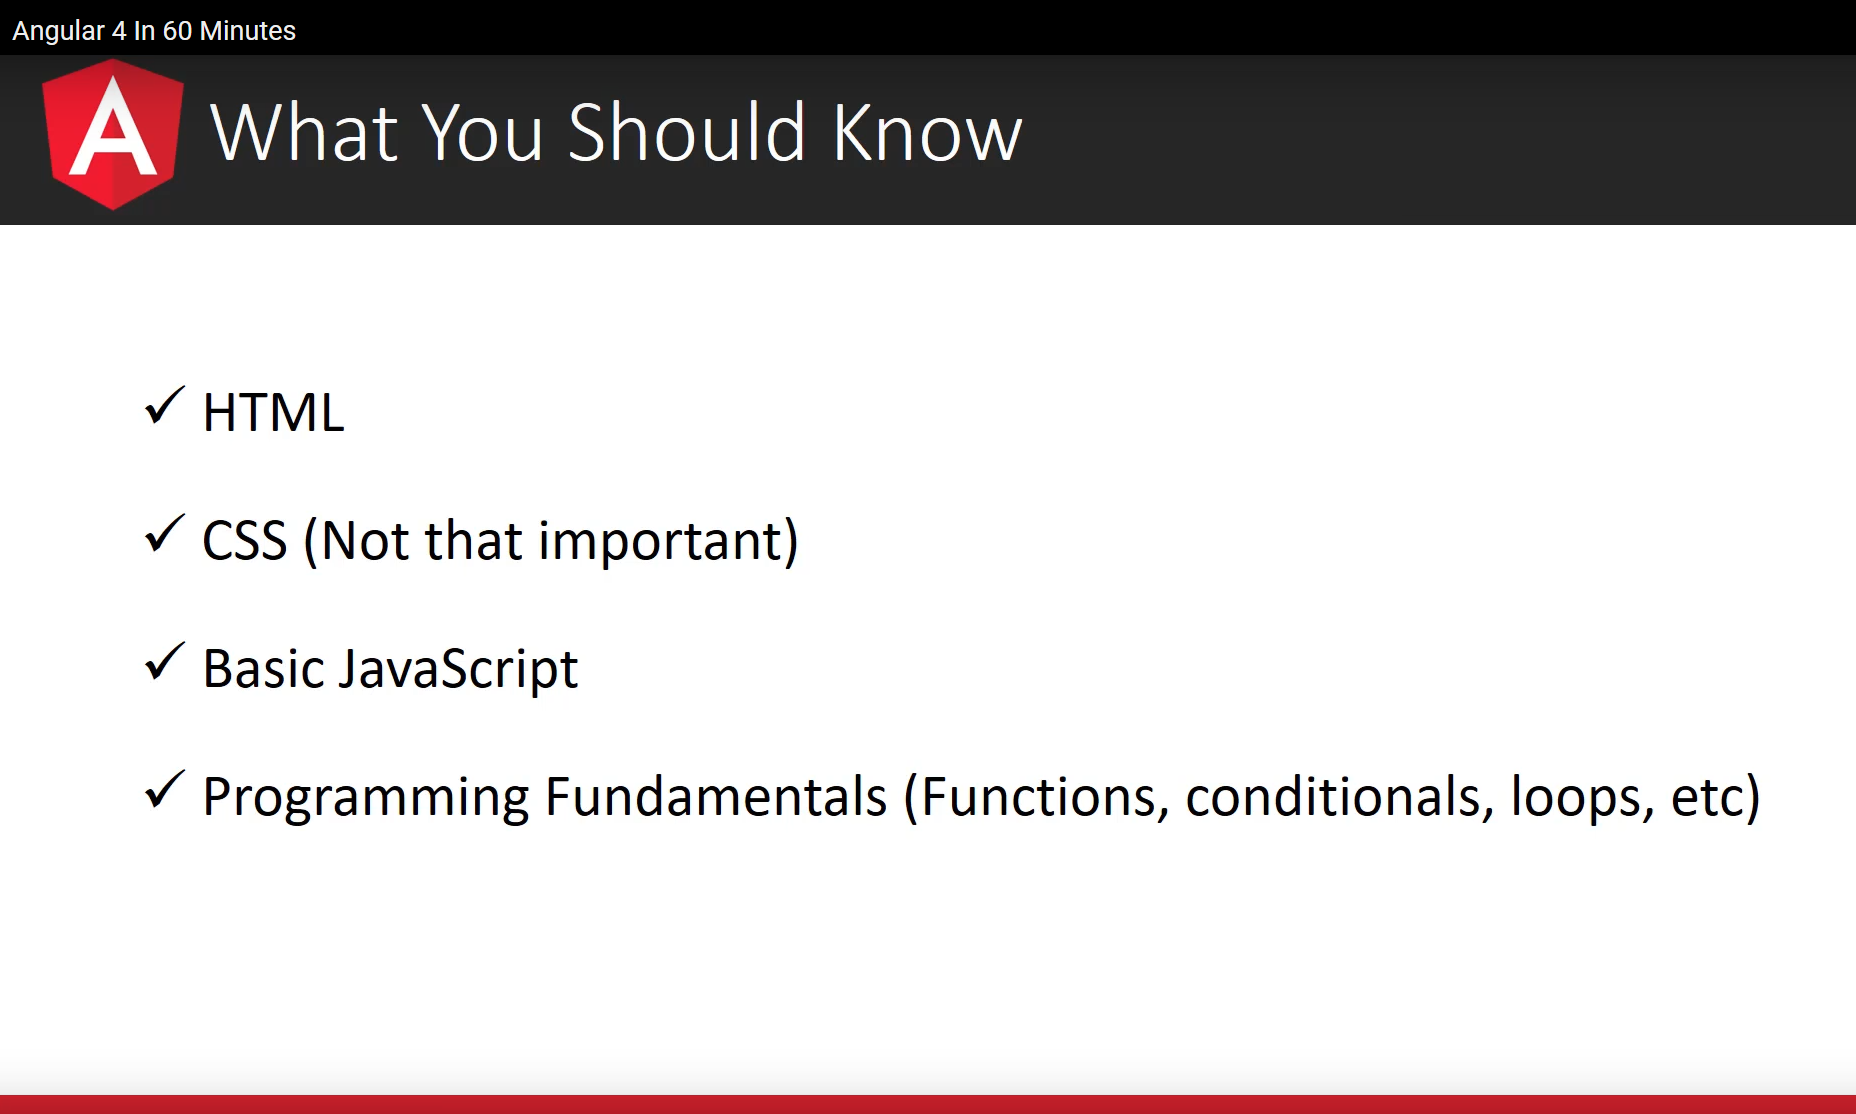 Angular 4 In 60 Minutes
A What You Should Know
✓ HTML
✓ CSS (Not that important)
✓ Basic JavaScript
✓ Programming Fundamentals (Functions, conditionals, loops, etc)